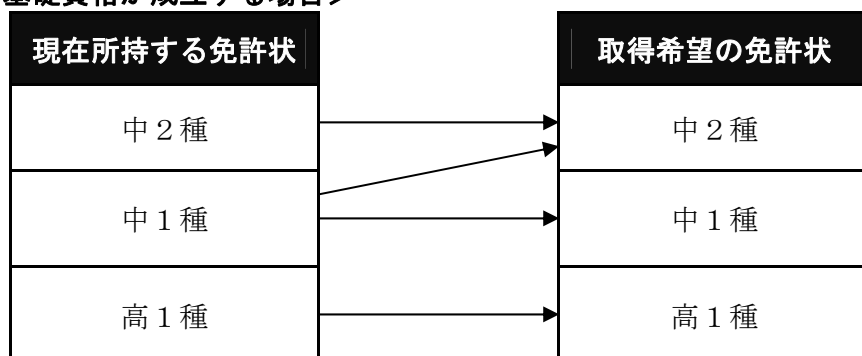 基礎資格が成立する場合＞
現在所持する免許状 取得希望の免許状
中２種 中２種
中１種 中１種
高１種 高１種